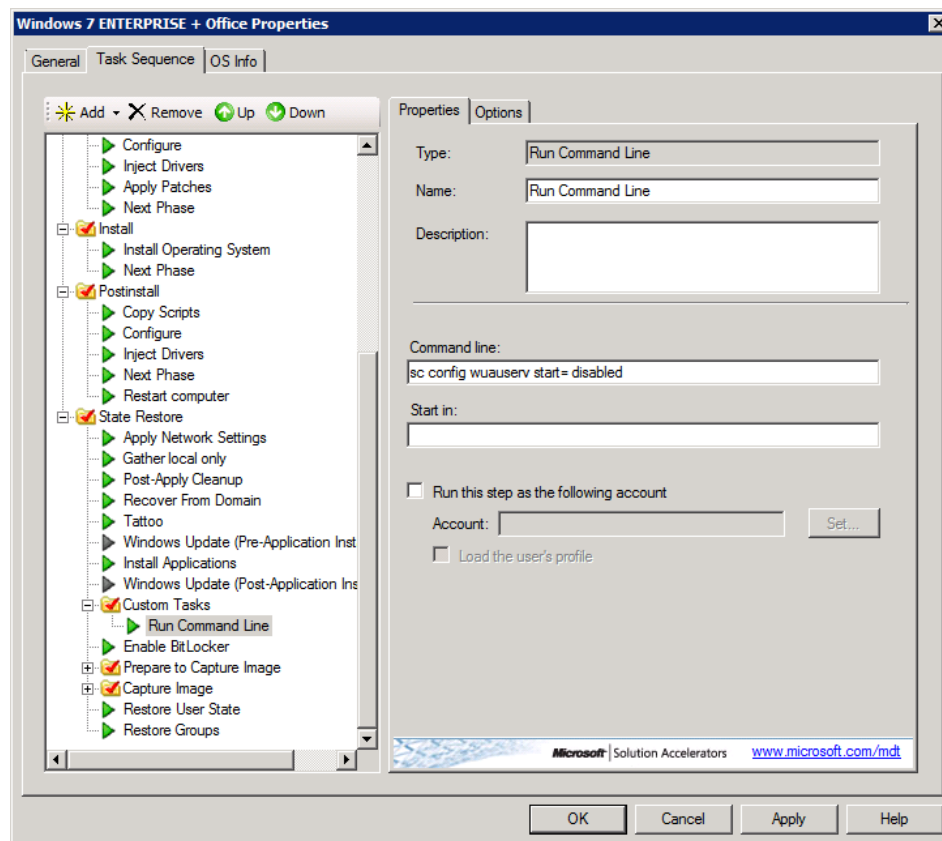 Windows 7 ENTERPRISE + Office Properties
General
Task Sequence
OS Info
Add
Remove
Up
Down
Configure
Inject Drivers
Apply Patches
Next Phase
Install
Install Operating System
Next Phase
Postinstall
Copy Scripts
Configure
Inject Drivers
Next Phase
Restart computer
State Restore
Apply Network Settings
Gather local only
Post-Apply Cleanup
Recover From Domain
Tattoo
Windows Update (Pre-Application Inst
Install Applications
Windows Update (Post-Application Ins
Custom Tasks
Run Command Line
Enable BitLocker
Prepare to Capture Image
Capture Image
Restore User State
Restore Groups
Properties
Options
Type:
Run Command Line
Name:
Run Command Line
Description:
Command line:
sc config wuauserv start= disabled
Start in:
Run this step as the following account
Account:
Set...
Load the user's profile
Microsoft Solution Accelerators
www.microsoft.com/mdt
OK
Cancel
Apply
Help